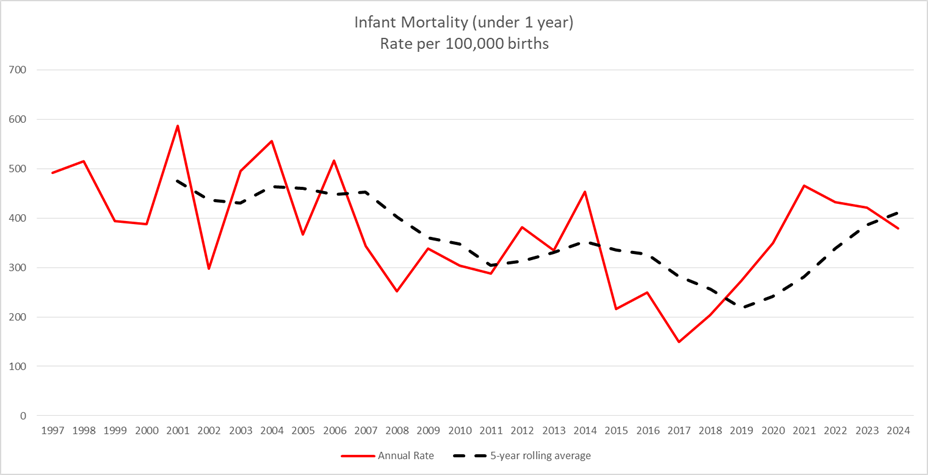 Infant Mortality (under 1 year)
Rate per 100,000 births
700
600
500
400
300
200
100
0
1997 1998 1999 2000 2001 2002 2003 2004 2005 2006 2007 2008 2009 2010 2011 2012 2013 2014 2015 2016 2017 2018 2019 2020 2021 2022 2023 2024
Annual Rate 5-year rolling average